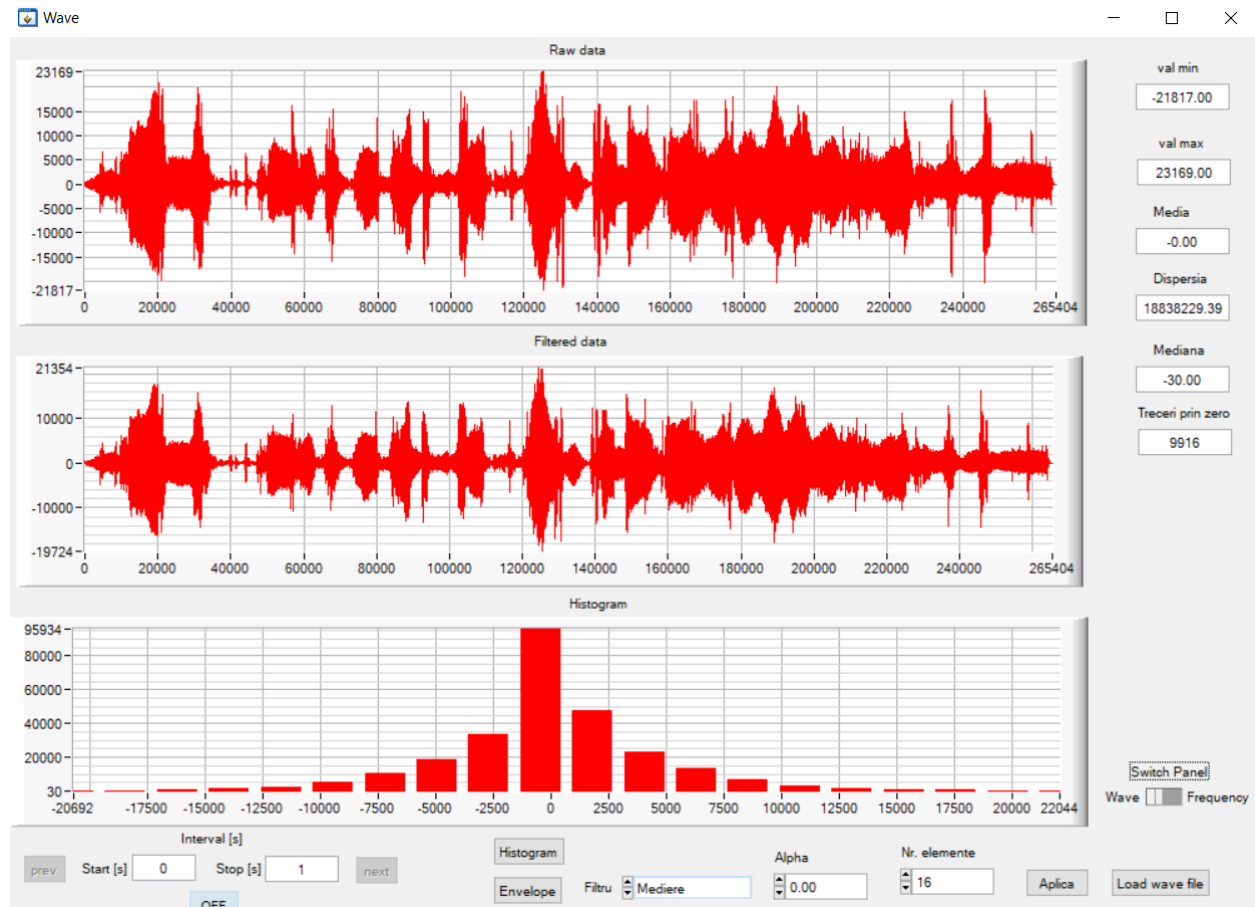 Wave
Raw data
23169
15000
10000
5000
0
-5000
-10000
-15000
-21817
0 20000 40000 60000 80000 100000 120000 140000 160000 180000 200000 220000 240000 265404
Filtered data
21354
10000
0
-10000
-19724
0 20000 40000 60000 80000 100000 120000 140000 160000 180000 200000 220000 240000 265404
Histogram
95934
80000
60000
40000
20000
30
-20692 -17500 -15000 -12500 -10000 -7500 -5000 -2500 0 2500 5000 7500 10000 12500 15000 17500 20000 22044
val min
-21817.00
val max
23169.00
Media
-0.00
Dispersia
18838229.39
Mediana
-30.00
Treceri prin zero
9916
Switch Panel
Wave Frequency
Interval [s]
prev Start [s] 0 Stop [s] 1 next
OFF
Histogram
Envelope
Filtru Mediere
Alpha
0.00
Nr. elemente
16
Aplica
Load wave file